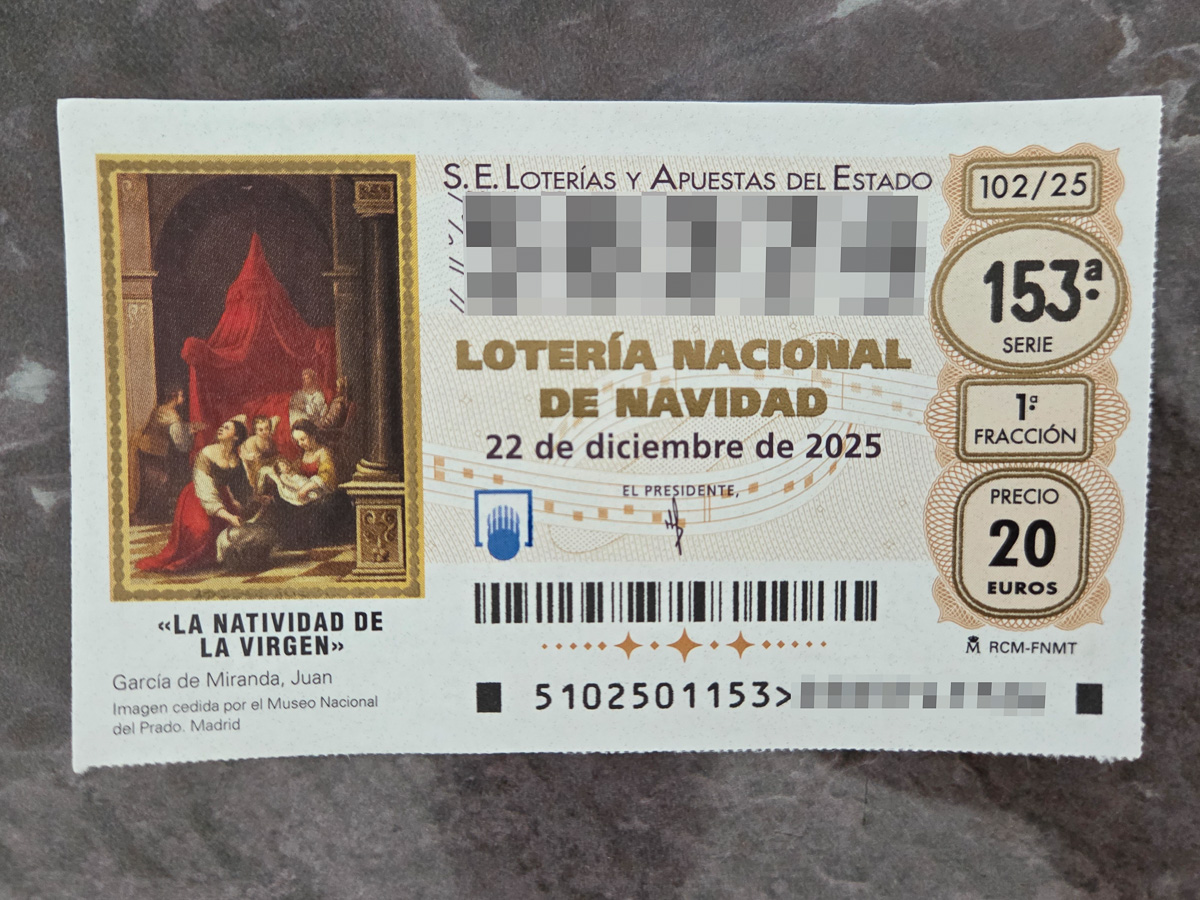 S.E. LOTERÍAS Y APUESTAS DEL ESTADO
LOTERÍA NACIONAL
DE NAVIDAD
22 de diciembre de 2025
EL PRESIDENTE,
5102501153>
102/25
153ª
SERIE
1ª
FRACCIÓN
PRECIO
20
EUROS
RCM-FNMT
«LA NATIVIDAD DE
LA VIRGEN»
García de Miranda, Juan
Imagen cedida por el Museo Nacional
del Prado. Madrid